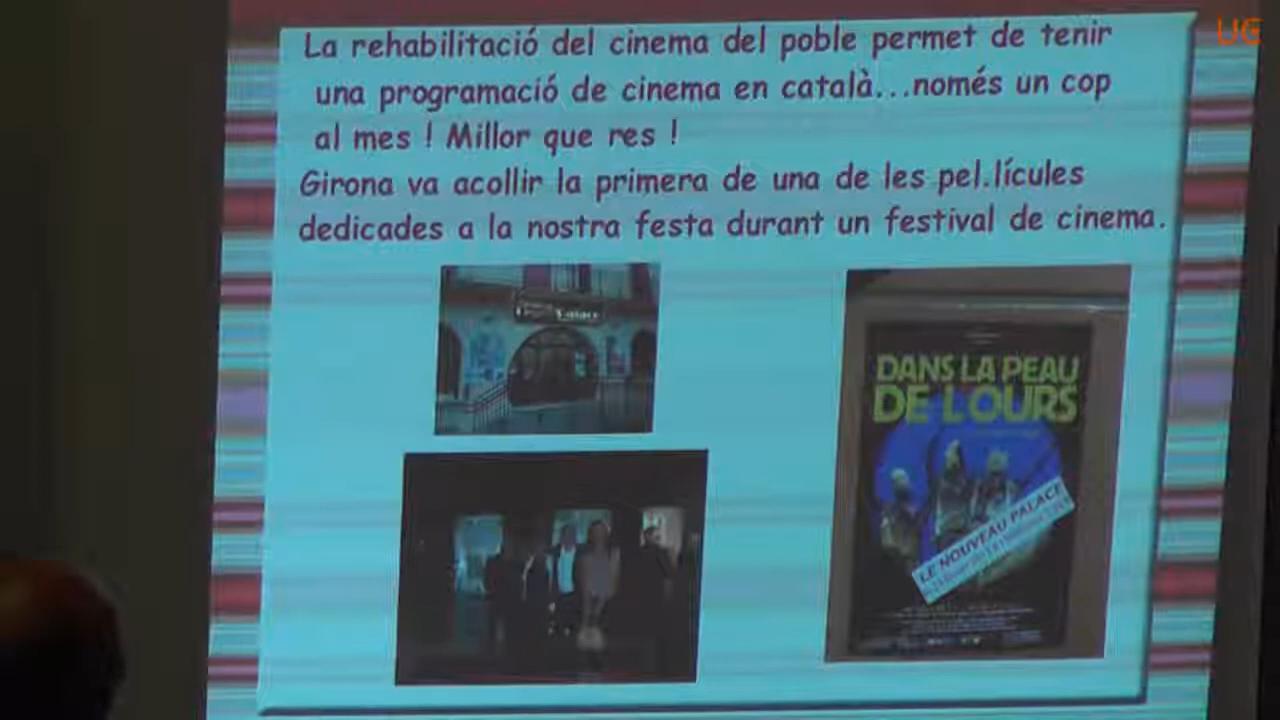 UG
La rehabilitació del cinema del poble permet de tenir
una programació de cinema en català...només un cop
al mes ! Millor que res !
Girona va acollir la primera de una de les pel.lícules
dedicades a la nostra festa durant un festival de cinema.
Palace
DANS LA PEAU
DE L'OURS
LE NOUVEAU PALACE